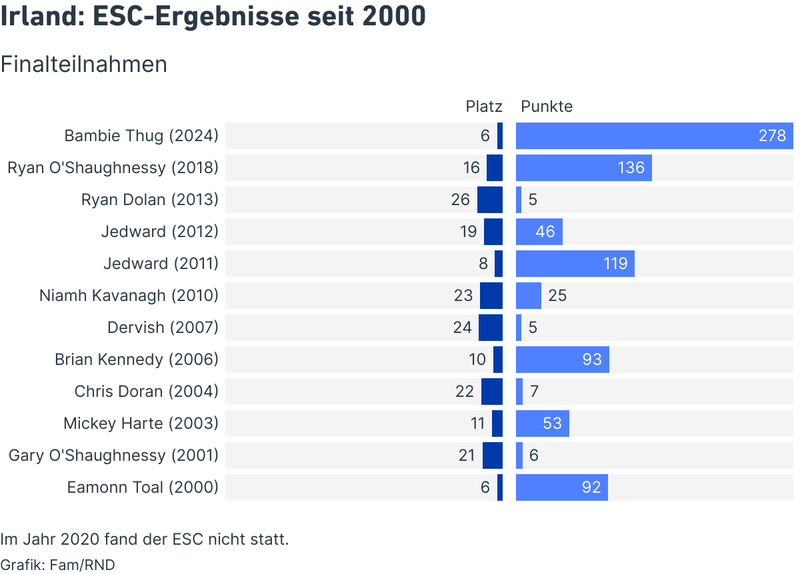 Irland: ESC-Ergebnisse seit 2000
Finalteilnahmen
Platz Punkte
Bambie Thug (2024) 6 278
Ryan O'Shaughnessy (2018) 16 136
Ryan Dolan (2013) 26 5
Jedward (2012) 19 46
Jedward (2011) 8 119
Niamh Kavanagh (2010) 23 25
Dervish (2007) 24 5
Brian Kennedy (2006) 10 93
Chris Doran (2004) 22 7
Mickey Harte (2003) 11 53
Gary O'Shaughnessy (2001) 21 6
Eamonn Toal (2000) 6 92
Im Jahr 2020 fand der ESC nicht statt.
Grafik: Fam/RND